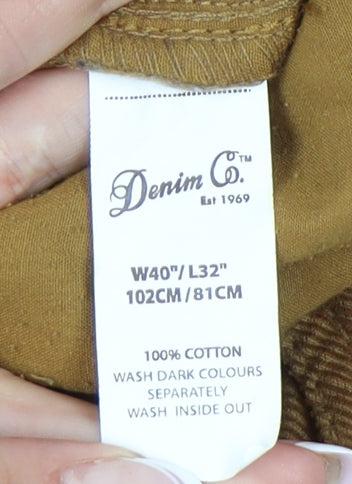 Denim Co.™
Est 1969
W40"/L32"
102CM/81CM
100% COTTON
WASH DARK COLOURS
SEPARATELY
WASH INSIDE OUT